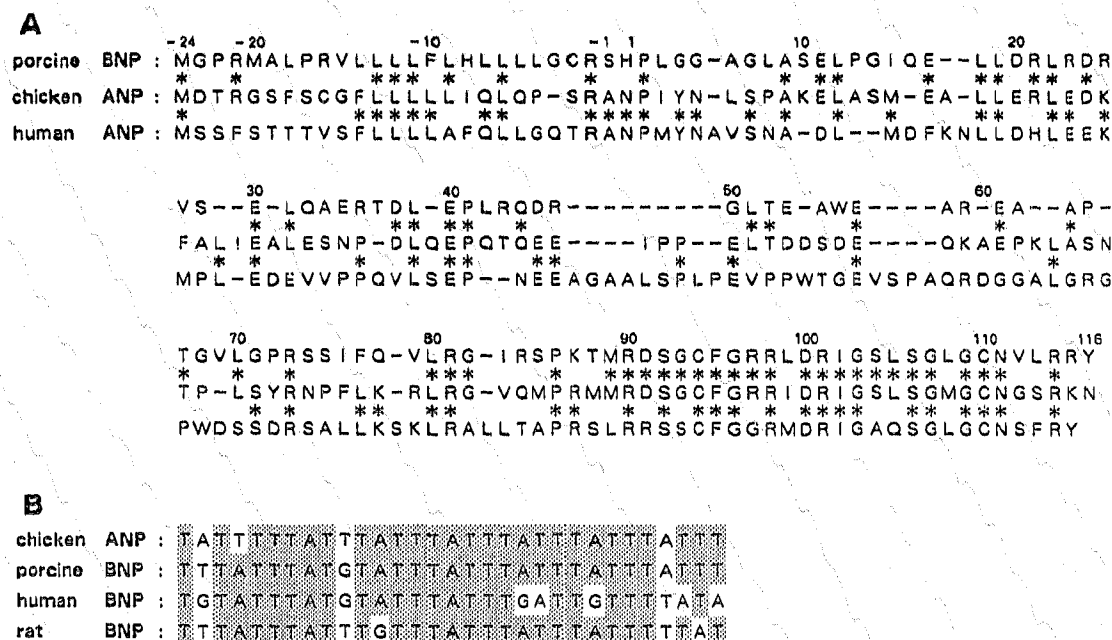 A
-24 -20 -10 -1 1 10 20
porcine BNP : MGPRMALPRVLLLLFLHLLLLGCRSHPLGG-AGLASELPGIQE--LLDRLRDR
* * * * * * * * * * * * * * * * * * *
chicken ANP : MDTRGSFSCGFLLLLLIQLQP-SRANPIYN-LSPAKELASM-EA-LLERLEDK
* * * * * * * * * * * * * * * * * * * * *
human ANP : MSSFSTTTVSFLLLLAFQLLGQTRANPMYNAVSNA-DL--MDFKNLLDHLEEK
30 40 50 60
VS--E-LQAERTDL-EPLRQDR---------GLTE-AWE----AR-EA--AP-
* * * * * * * * * * * *
FALIEALESNP-DLQEPQTQEE----IPP--ELTDDSDE----QKAEPKLASN
* * * * * * * * * * * *
MPL-EDEVVPPQVLSEP--NEEAGAALSPLPEVPPWTGEVSPAQRDGGALGRG
70 80 90 100 110 116
TGVLGPRSSIFQ-VLRG-IRSPKTMRDSGCFGRRLDRIGSLSGLGCNVLRRY
* * * * * * * * * * * * * * * * * * * * * * * * * * * * *
TP-LSYRNPFLK-RLRG-VQMPRMMRDSGCFGRRIDRIGSLSGMGCNGSRKN
* * * * * * * * * * * * * * * * * * * * * * * *
PWDSSDRSALLKSKLRALLTAPRSLRRSSCFGGRMDRIGAQSGLGCNSFRY
B
chicken ANP : TATTTTTATTTATTTATTTATTTATTTATTT
porcine BNP : TTTATTTATGTATTTATTTATTTATTTATTT
human BNP : TGTATTTATGTATTTATTTGATTGTTTTATA
rat BNP : TTTATTTATTTGTTTATTTATTTATTTTTAT